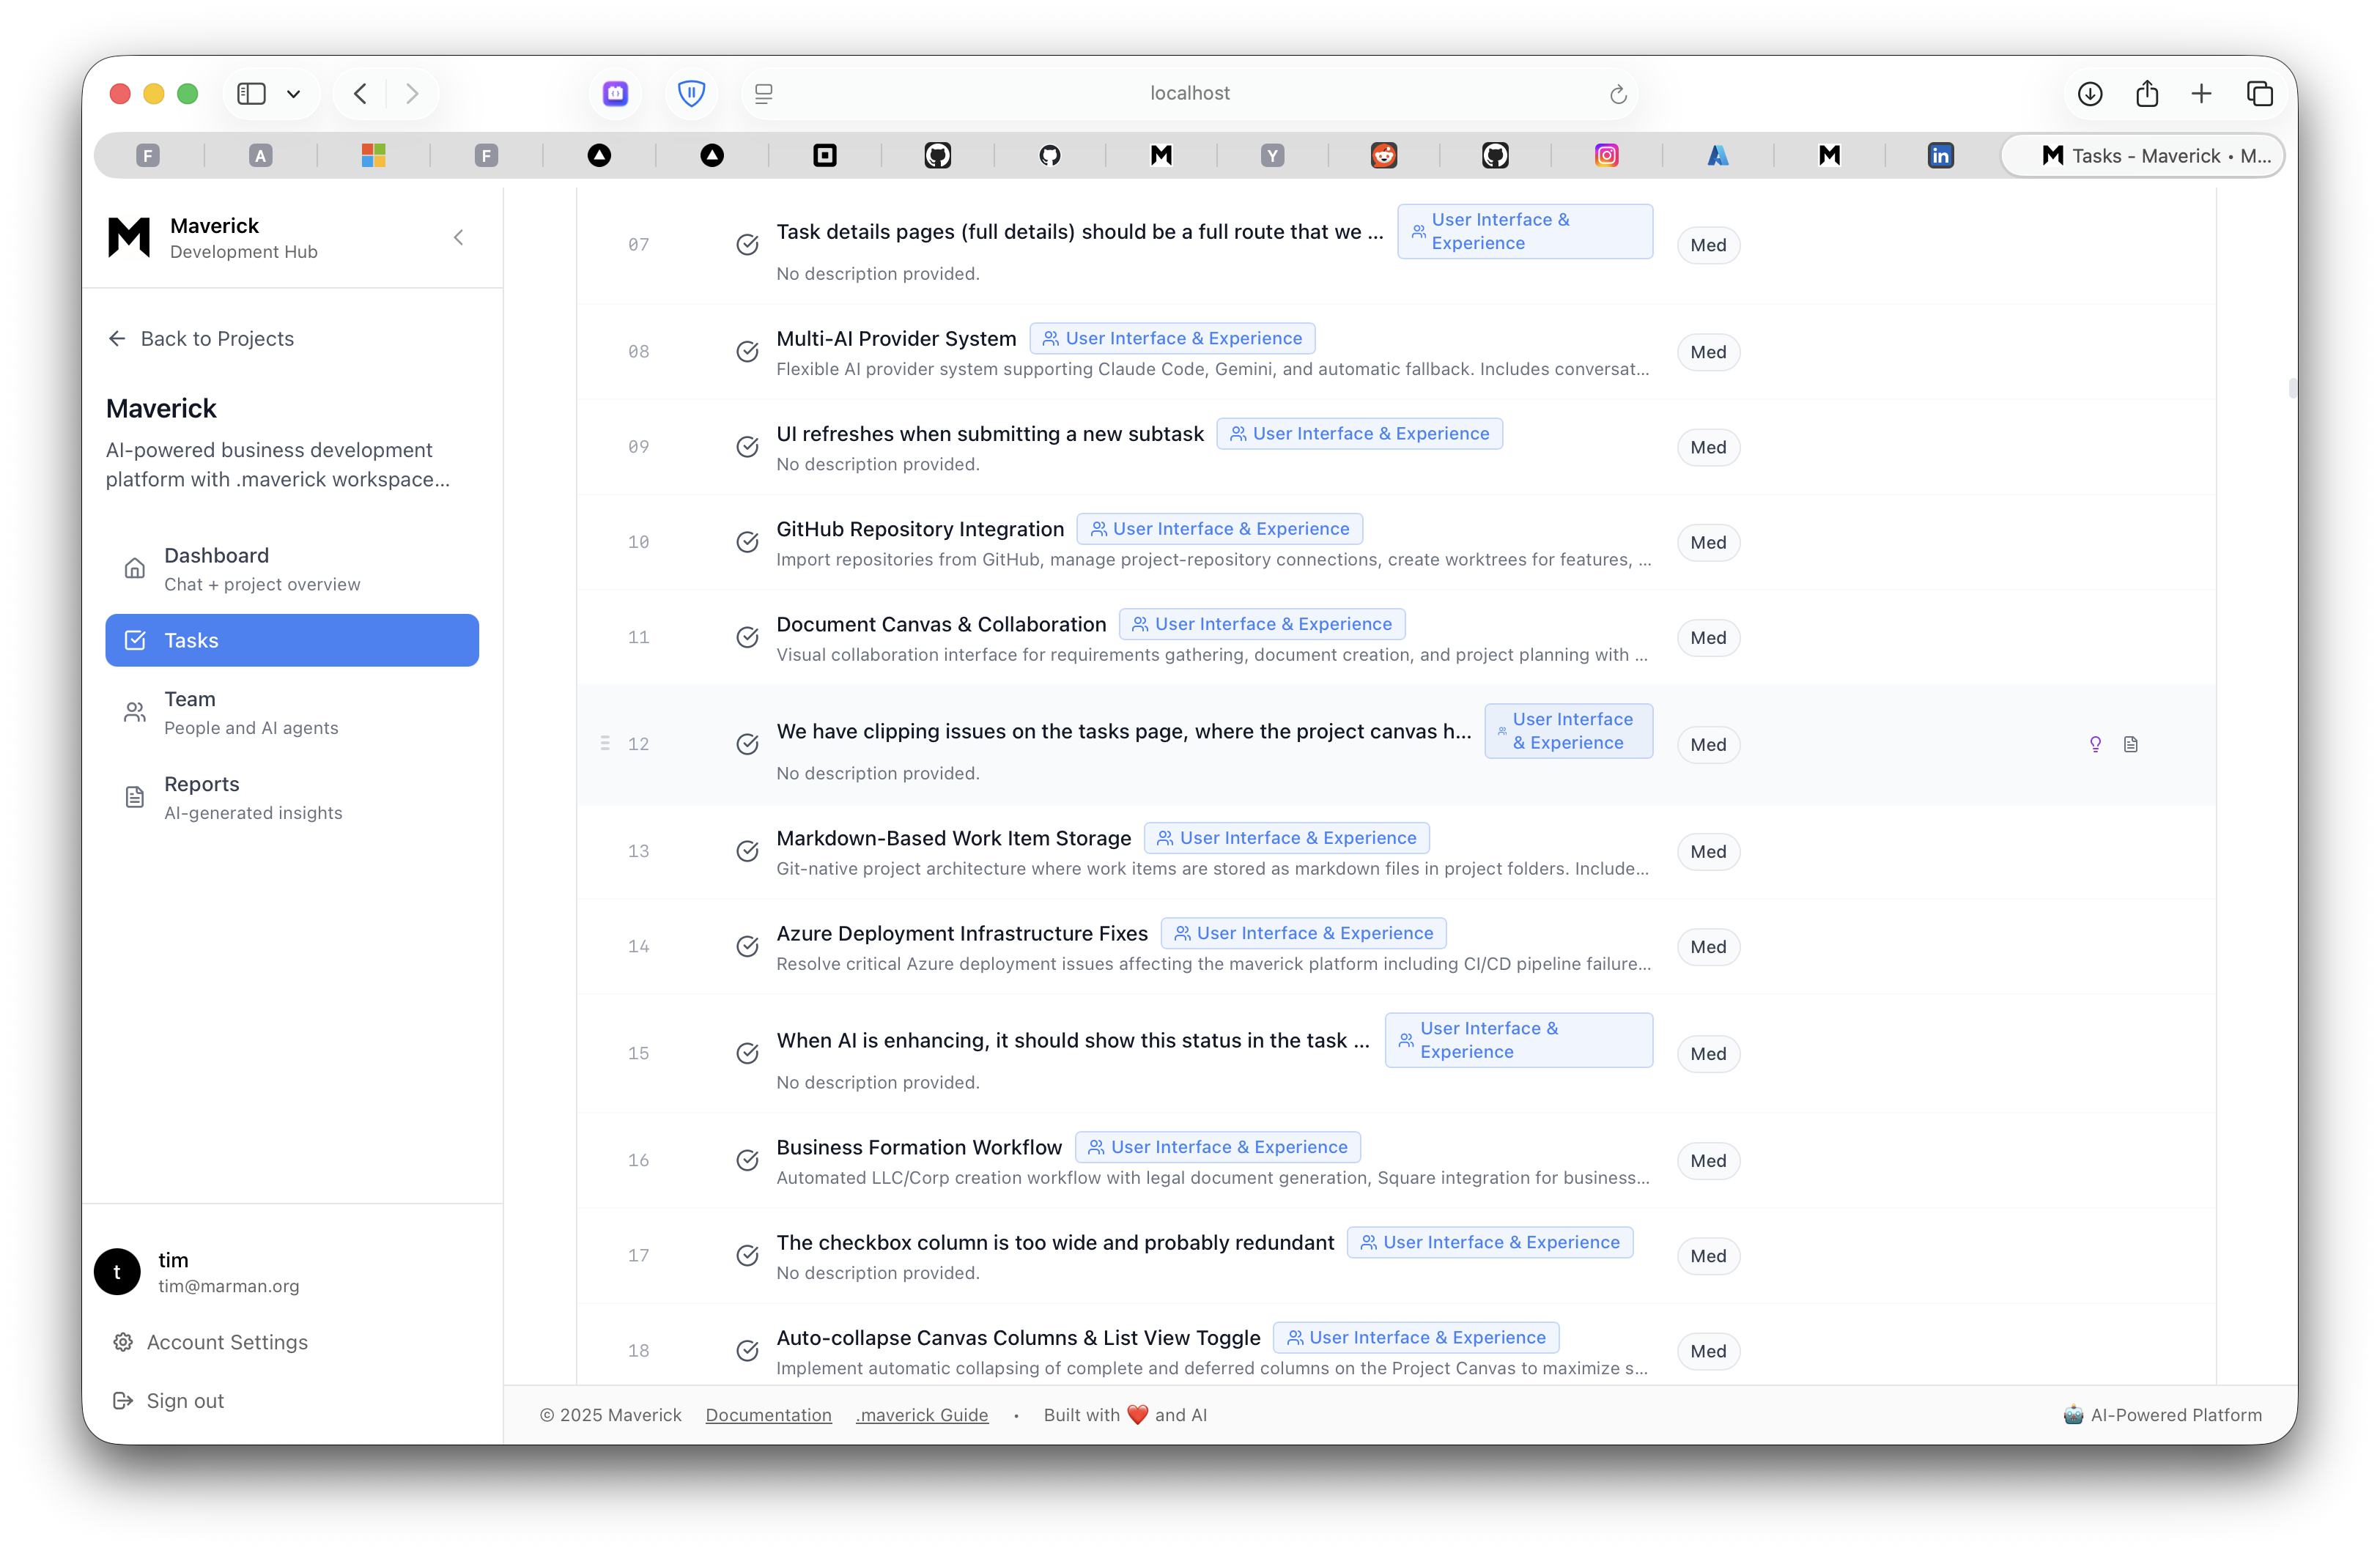 localhost
F
A
F
Y
Tasks - Maverick • M...
Maverick
Development Hub
Back to Projects
Maverick
AI-powered business development
platform with .maverick workspace...
Dashboard
Chat + project overview
Tasks
Team
People and AI agents
Reports
AI-generated insights
t
tim
tim@marman.org
Account Settings
Sign out
07
Task details pages (full details) should be a full route that we ...
User Interface &
Experience
Med
No description provided.
08
Multi-AI Provider System
User Interface & Experience
Med
Flexible AI provider system supporting Claude Code, Gemini, and automatic fallback. Includes conversat...
09
UI refreshes when submitting a new subtask
User Interface & Experience
Med
No description provided.
10
GitHub Repository Integration
User Interface & Experience
Med
Import repositories from GitHub, manage project-repository connections, create worktrees for features, ...
11
Document Canvas & Collaboration
User Interface & Experience
Med
Visual collaboration interface for requirements gathering, document creation, and project planning with ...
12
We have clipping issues on the tasks page, where the project canvas h...
User Interface
& Experience
Med
No description provided.
13
Markdown-Based Work Item Storage
User Interface & Experience
Med
Git-native project architecture where work items are stored as markdown files in project folders. Include...
14
Azure Deployment Infrastructure Fixes
User Interface & Experience
Med
Resolve critical Azure deployment issues affecting the maverick platform including CI/CD pipeline failure...
15
When AI is enhancing, it should show this status in the task ...
User Interface &
Experience
Med
No description provided.
16
Business Formation Workflow
User Interface & Experience
Med
Automated LLC/Corp creation workflow with legal document generation, Square integration for business...
17
The checkbox column is too wide and probably redundant
User Interface & Experience
Med
No description provided.
18
Auto-collapse Canvas Columns & List View Toggle
User Interface & Experience
Med
Implement automatic collapsing of complete and deferred columns on the Project Canvas to maximize s...
© 2025 Maverick
Documentation
.maverick Guide
•
Built with ❤️ and AI
🤖 AI-Powered Platform